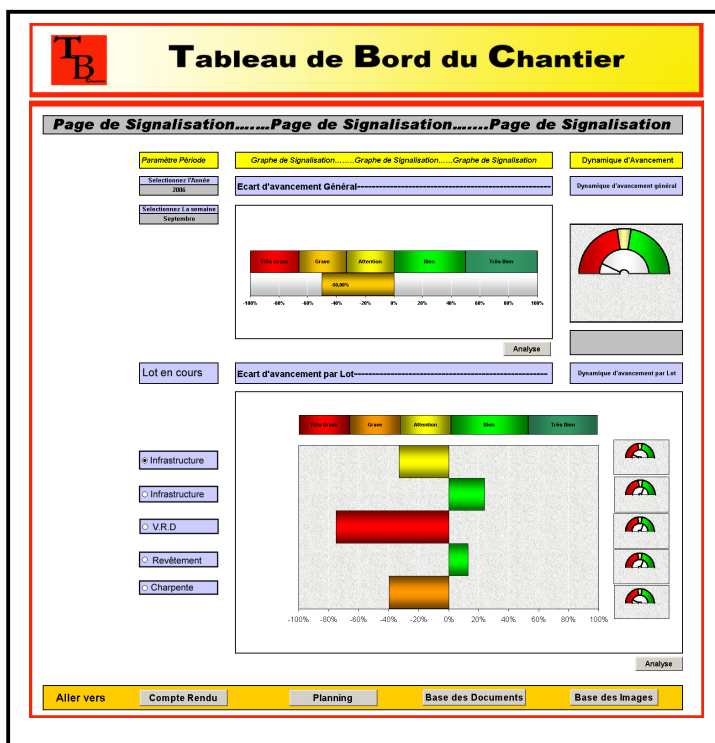 TB
Tableau de Bord du Chantier
Page de Signalisation.......Page de Signalisation.......Page de Signalisation
Paramètre Période
Graphe de Signalisation........Graphe de Signalisation......Graphe de Signalisation
Dynamique d'Avancement
Selectionnez l'Année
2006
Ecart d'avancement Général--------------------------------------------------------
Dynamique d'avancement général
Selectionnez La semaine
Septembre
Très Grave Grave Attention Bien Très Bien
-50,00%
-100% -80% -60% -40% -20% 0% 20% 40% 60% 80% 100%
Analyse
Lot en cours
Ecart d'avancement par Lot--------------------------------------------------------
Dynamique d'avancement par Lot
Très Grave Grave Attention Bien Très Bien
Infrastructure
Infrastructure
V.R.D
Revêtement
Charpente
-100% -80% -60% -40% -20% 0% 20% 40% 60% 80% 100%
Analyse
Aller vers
Compte Rendu
Planning
Base des Documents
Base des Images